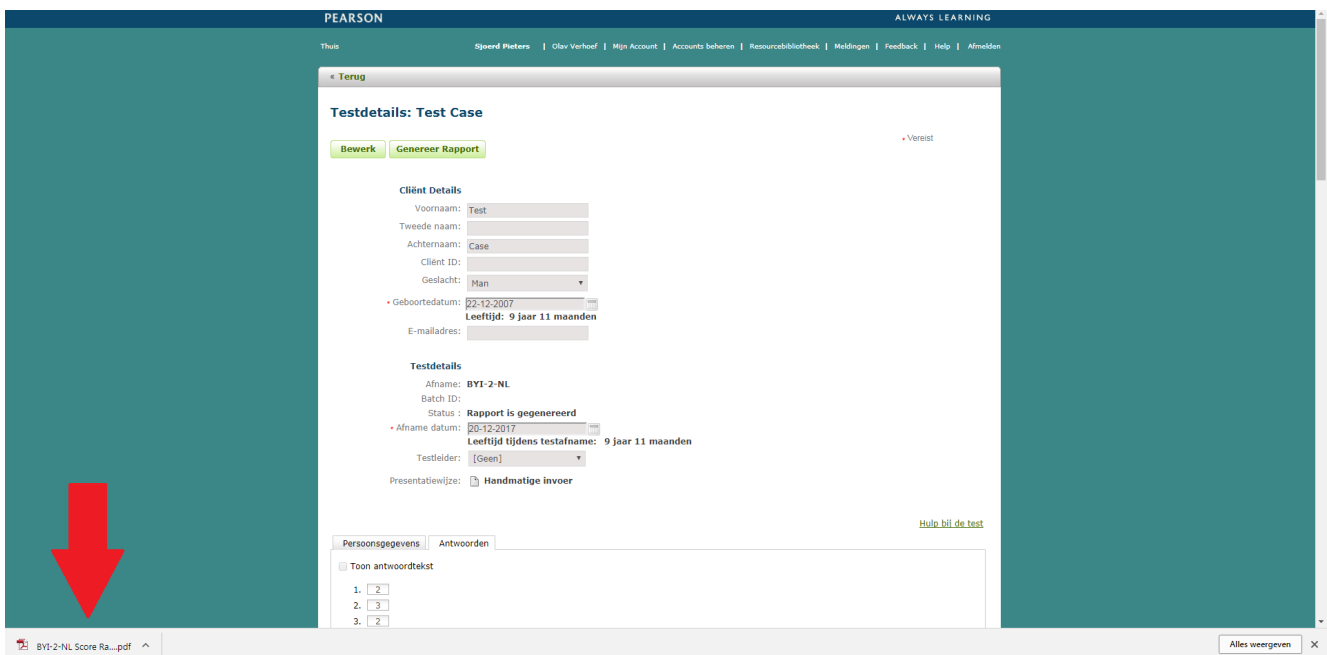 PEARSON ALWAYS LEARNING
Thuis Sjoerd Pieters | Olav Verhoef | Mijn Account | Accounts beheren | Resourcebibliotheek | Meldingen | Feedback | Help | Afmelden
« Terug
Testdetails: Test Case
• Vereist
Bewerk Genereer Rapport
Cliënt Details
Voornaam: Test
Tweede naam:
Achternaam: Case
Cliënt ID:
Geslacht: Man
• Geboortedatum: 22-12-2007
Leeftijd: 9 jaar 11 maanden
E-mailadres:
Testdetails
Afname: BYI-2-NL
Batch ID:
Status : Rapport is gegenereerd
• Afname datum: 20-12-2017
Leeftijd tijdens testafname: 9 jaar 11 maanden
Testleider: [Geen]
Presentatiewijze: Handmatige invoer
Hulp bij de test
Persoonsgegevens Antwoorden
Toon antwoordtekst
1. 2
2. 3
3. 2
BYI-2-NL Score Ra....pdf Alles weergeven